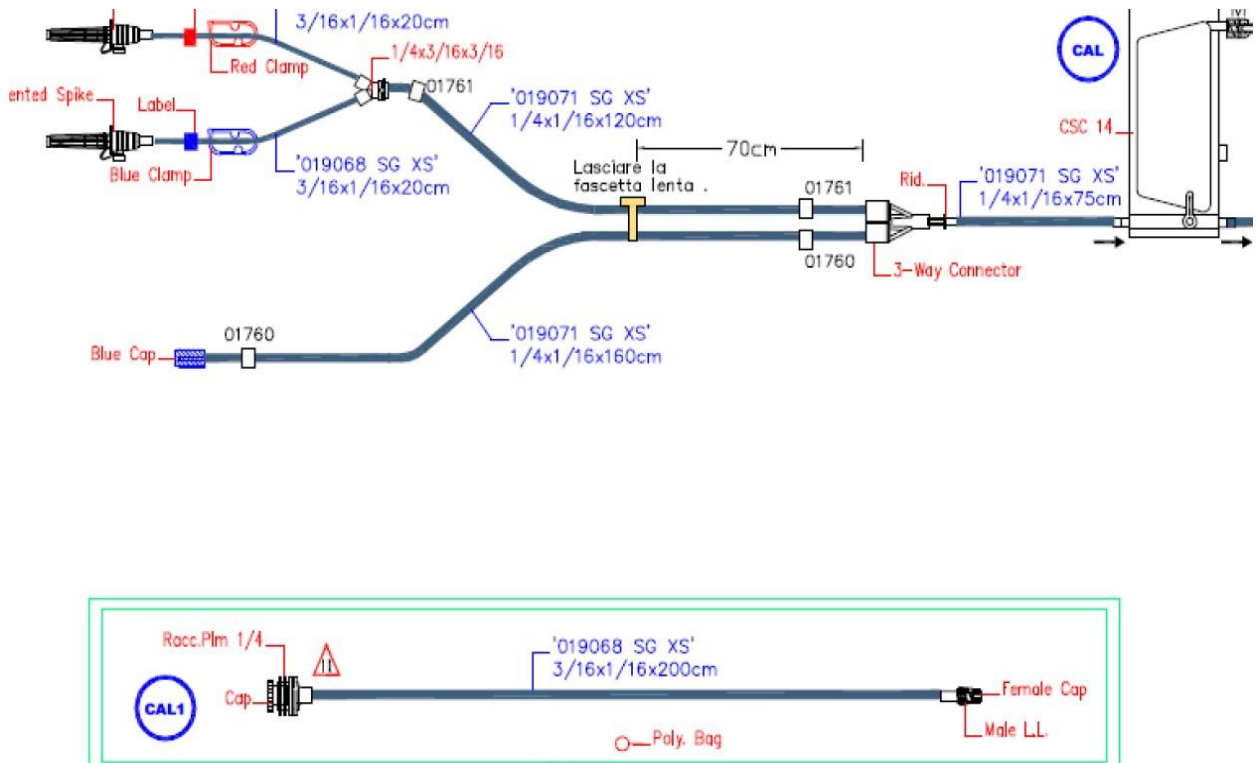 3/16x1/16x20cm
Red Clamp
1/4x3/16x3/16
01761
ented Spike
Label
Blue Clamp
'019068 SG XS'
3/16x1/16x20cm
'019071 SG XS'
1/4x1/16x120cm
70cm
Lasciare la
fascetta lenta .
01761
01760
Rid.
3-Way Connector
'019071 SG XS'
1/4x1/16x75cm
CAL
CSC 14
01760
Blue Cap
'019071 SG XS'
1/4x1/16x160cm
Racc.Plm 1/4
CAL1
Cap
'019068 SG XS'
3/16x1/16x200cm
Female Cap
Male L.L.
Poly. Bag